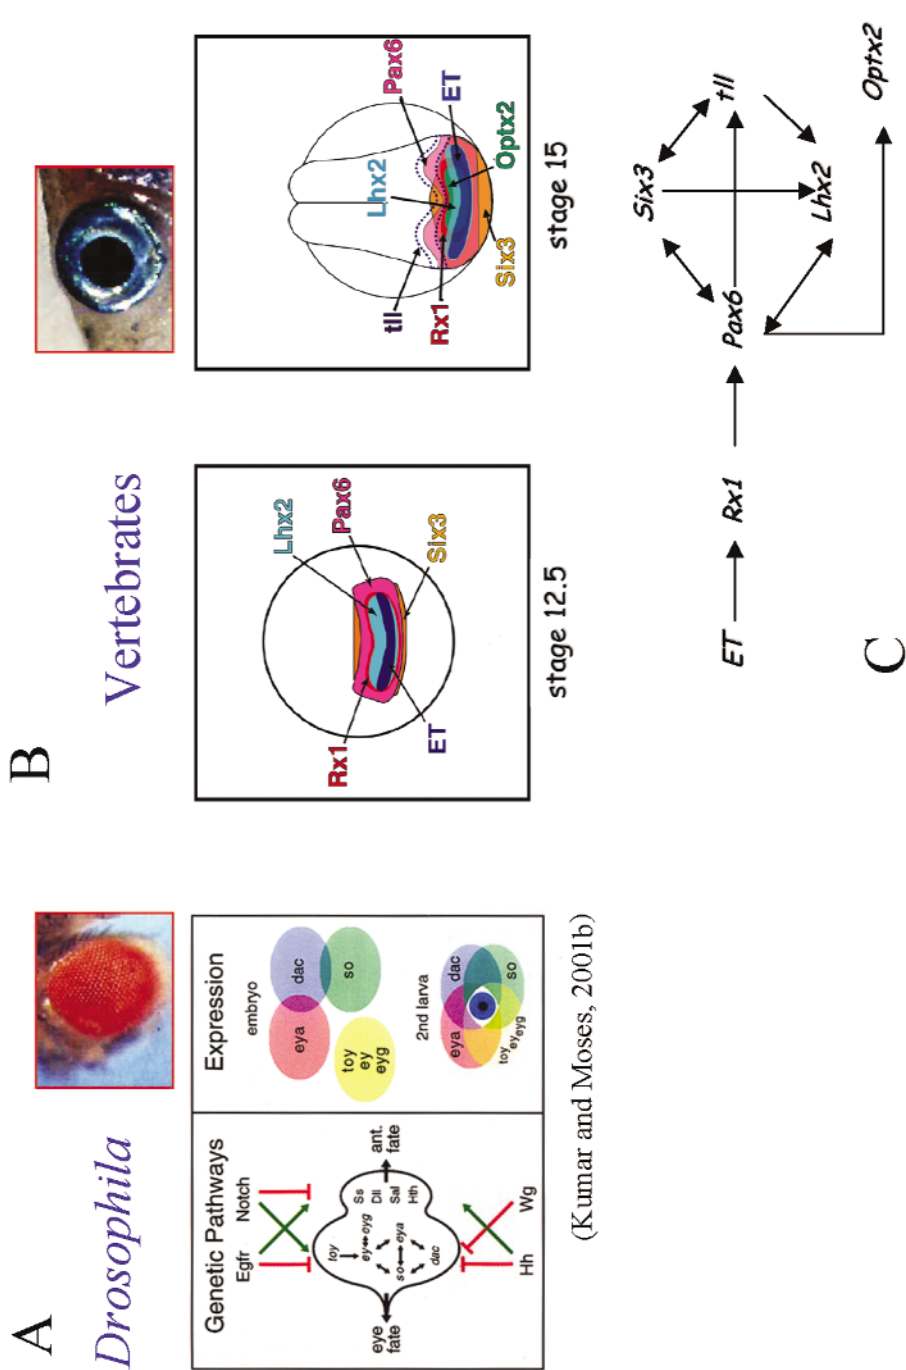 A
Drosophila
Genetic Pathways
Egfr
Notch
toy
ey
eyg
so
eya
dac
Ss
Dll
Sal
Hth
eye
fate
ant.
fate
Hh
Wg
Expression
embryo
eya
dac
toy
ey
eyg
so
2nd larva
eya
dac
toy
ey
eyg
so
(Kumar and Moses, 2001b)
B
Vertebrates
Rx1
Lhx2
Pax6
ET
Six3
stage 12.5
tll
Lhx2
Pax6
Rx1
ET
Six3
Optx2
stage 15
C
ET
Rx1
Pax6
Six3
tll
Lhx2
Optx2